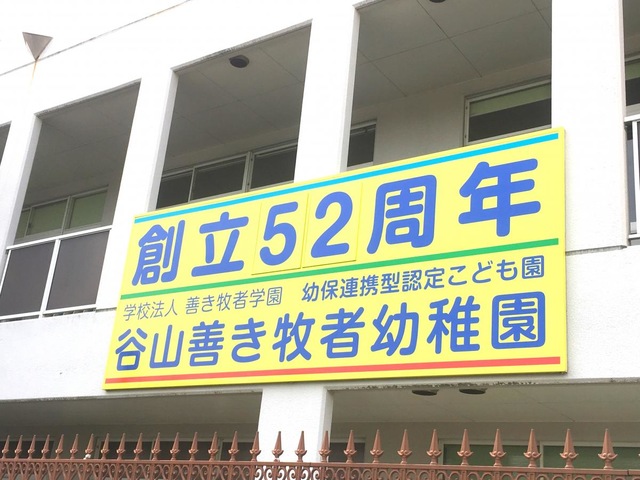 創立52周年
学校法人 善き牧者学園　幼保連携型認定こども園
谷山善き牧者幼稚園